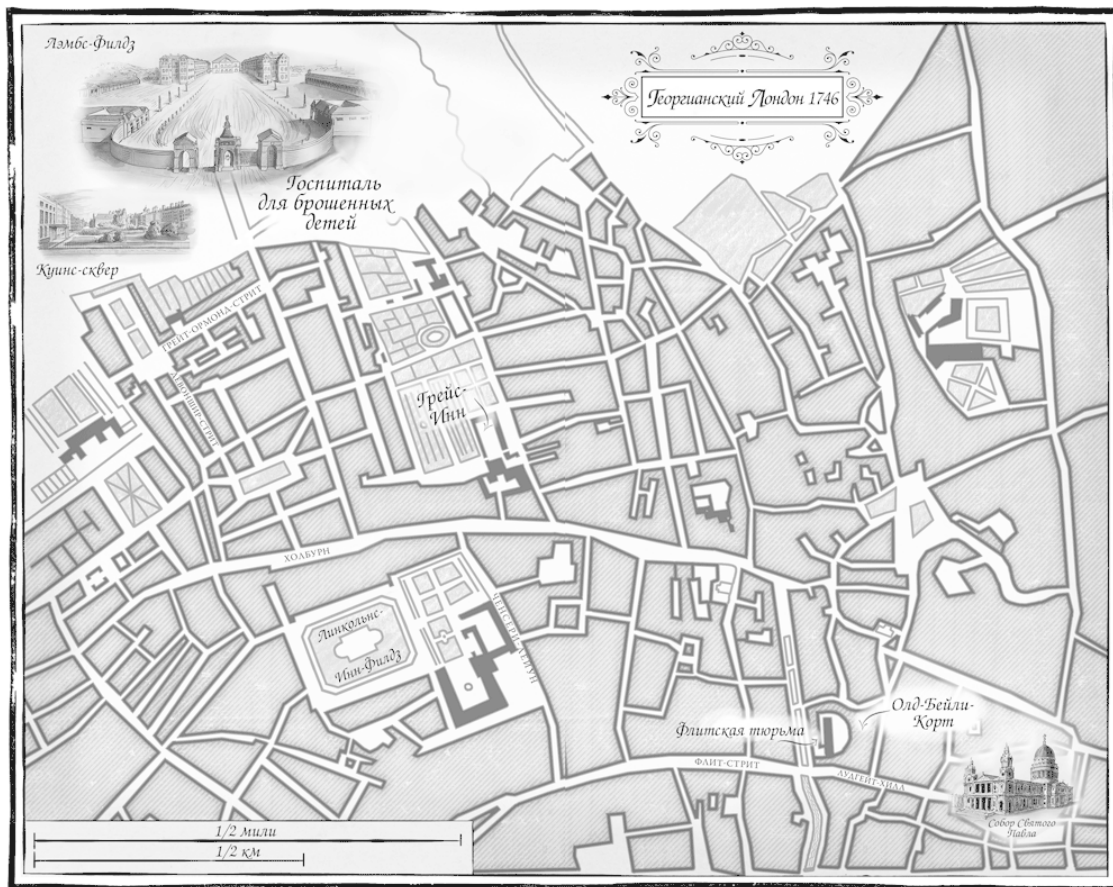 Лэмбс-Филдз
Георгианский Лондон 1746
Госпиталь
для брошенных
детей
Куинс-сквер
ГРЕЙТ-ОРМОНД-СТРИТ
ДЕВОНШИР-СТРИТ
Грейс-
Инн
ХОЛБУРН
ЧЕНСЕРИ-ЛЕЙУН
Линкольнс-
Инн-Филдз
Олд-Бейли-
Корт
Флитская тюрьма
ФЛИТ-СТРИТ
ЛУДГЕЙТ-ХИЛЛ
Собор Святого
Павла
1/2 мили
1/2 км